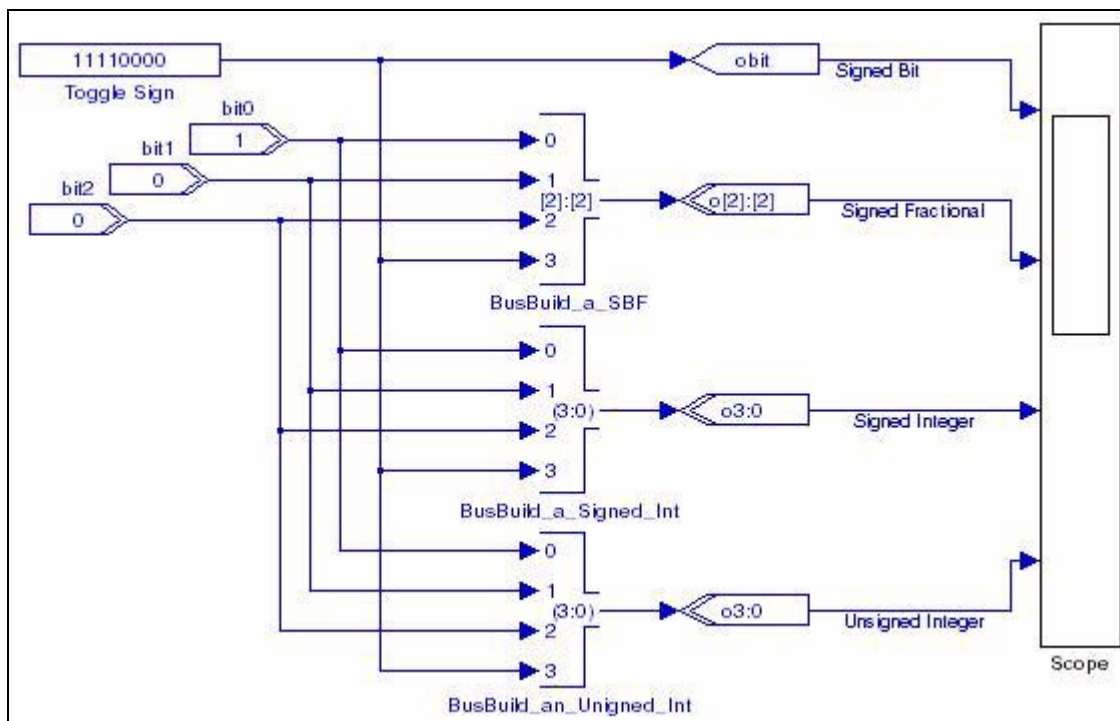 11110000
obit
Signed Bit
Toggle Sign
bit0
1
0
bit1
0
1
[2]:[2]
o[2]:[2]
bit2
0
2
Signed Fractional
3
BusBuild_a_SBF
0
1
(3:0)
o3:0
2
Signed Integer
3
BusBuild_a_Signed_Int
0
1
(3:0)
o3:0
2
Unsigned Integer
3
Scope
BusBuild_an_Unigned_Int